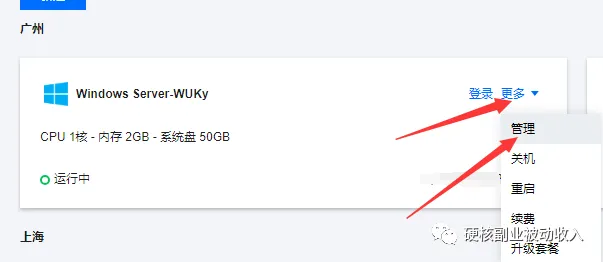 广州
Windows Server-WUKy
登录 更多
CPU 1核 - 内存 2GB - 系统盘 50GB
管理
运行中
关机
重启
续费
升级套餐
上海
硬核副业被动收入